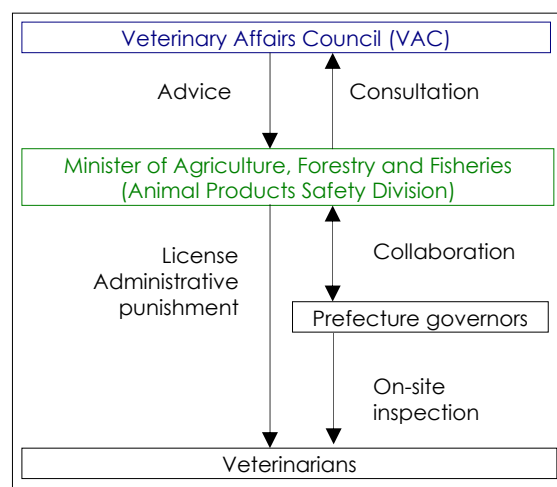 Veterinary Affairs Council (VAC)
Advice
Consultation
Minister of Agriculture, Forestry and Fisheries
(Animal Products Safety Division)
License
Administrative
punishment
Collaboration
Prefecture governors
On-site
inspection
Veterinarians